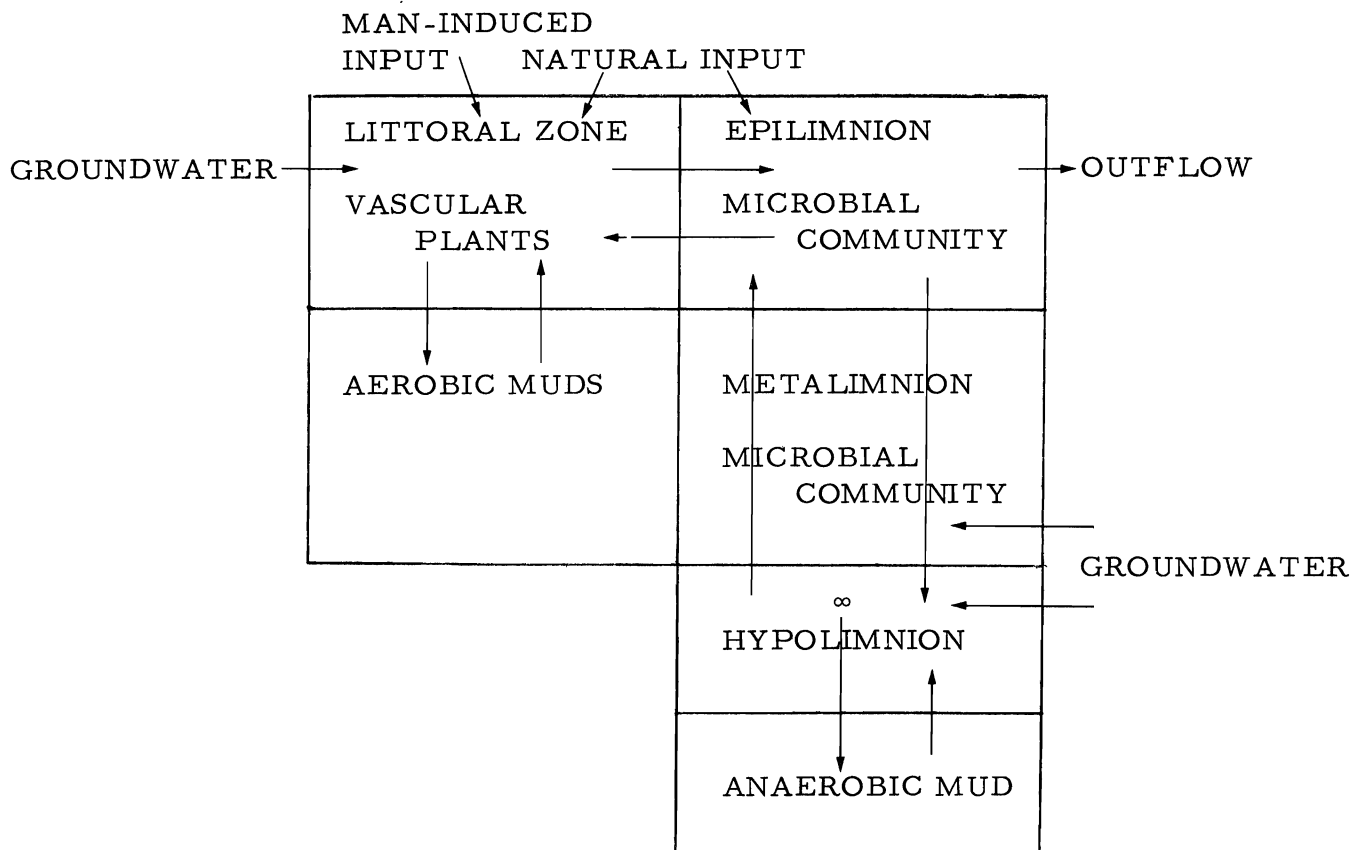 MAN-INDUCED
INPUT
NATURAL INPUT
LITTORAL ZONE
EPILIMNION
GROUNDWATER
OUTFLOW
VASCULAR
PLANTS
MICROBIAL
COMMUNITY
AEROBIC MUDS
METALIMNION
MICROBIAL
COMMUNITY
GROUNDWATER
∞
HYPOLIMNION
ANAEROBIC MUD